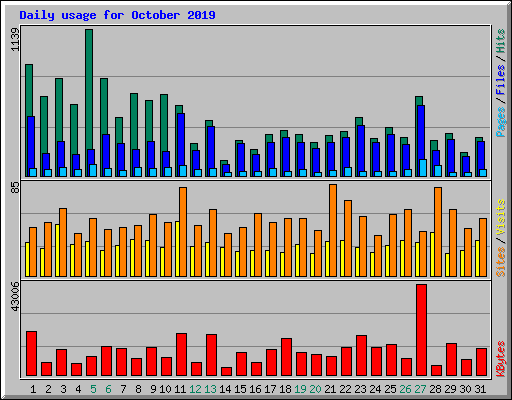 Daily usage for October 2019
1139
Pages / Files / Hits
85
Sites / Visits
43006
KBytes
1 2 3 4 5 6 7 8 9 10 11 12 13 14 15 16 17 18 19 20 21 22 23 24 25 26 27 28 29 30 31